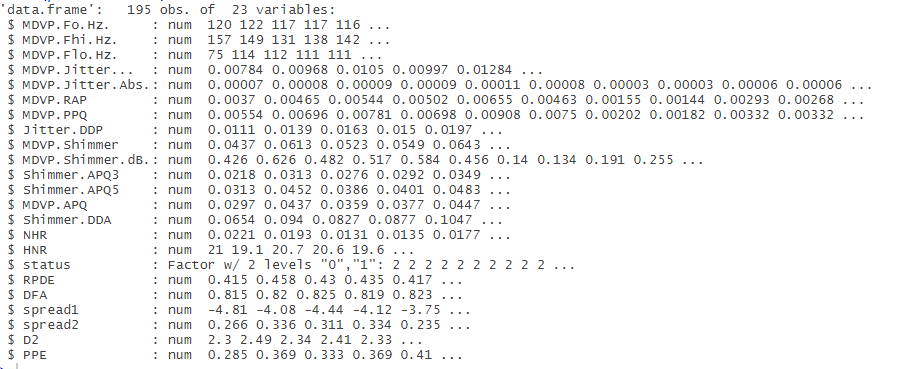 'data.frame':   195 obs. of  23 variables:
 $ MDVP.Fo.Hz.     : num  120 122 117 117 116 ...
 $ MDVP.Fhi.Hz.    : num  157 149 131 138 142 ...
 $ MDVP.Flo.Hz.    : num  75 114 112 111 111 ...
 $ MDVP.Jitter...  : num  0.00784 0.00968 0.0105 0.00997 0.01284 ...
 $ MDVP.Jitter.Abs.: num  0.00007 0.00008 0.00009 0.00009 0.00011 0.00008 0.00003 0.00003 0.00006 0.00006 ...
 $ MDVP.RAP        : num  0.0037 0.00465 0.00544 0.00502 0.00655 0.00463 0.00155 0.00144 0.00293 0.00268 ...
 $ MDVP.PPQ        : num  0.00554 0.00696 0.00781 0.00698 0.00908 0.0075 0.00202 0.00182 0.00332 0.00332 ...
 $ Jitter.DDP      : num  0.0111 0.0139 0.0163 0.015 0.0197 ...
 $ MDVP.Shimmer    : num  0.0437 0.0613 0.0523 0.0549 0.0643 ...
 $ MDVP.Shimmer.dB.: num  0.426 0.626 0.482 0.517 0.584 0.456 0.14 0.134 0.191 0.255 ...
 $ Shimmer.APQ3    : num  0.0218 0.0313 0.0276 0.0292 0.0349 ...
 $ Shimmer.APQ5    : num  0.0313 0.0452 0.0386 0.0401 0.0483 ...
 $ MDVP.APQ        : num  0.0297 0.0437 0.0359 0.0377 0.0447 ...
 $ Shimmer.DDA     : num  0.0654 0.094 0.0827 0.0877 0.1047 ...
 $ NHR             : num  0.0221 0.0193 0.0131 0.0135 0.0177 ...
 $ HNR             : num  21 19.1 20.7 20.6 19.6 ...
 $ status          : Factor w/ 2 levels "0","1": 2 2 2 2 2 2 2 2 2 2 ...
 $ RPDE            : num  0.415 0.458 0.43 0.435 0.417 ...
 $ DFA             : num  0.815 0.82 0.825 0.819 0.823 ...
 $ spread1         : num  -4.81 -4.08 -4.44 -4.12 -3.75 ...
 $ spread2         : num  0.266 0.336 0.311 0.334 0.235 ...
 $ D2              : num  2.3 2.49 2.34 2.41 2.33 ...
 $ PPE             : num  0.285 0.369 0.333 0.369 0.41 ...